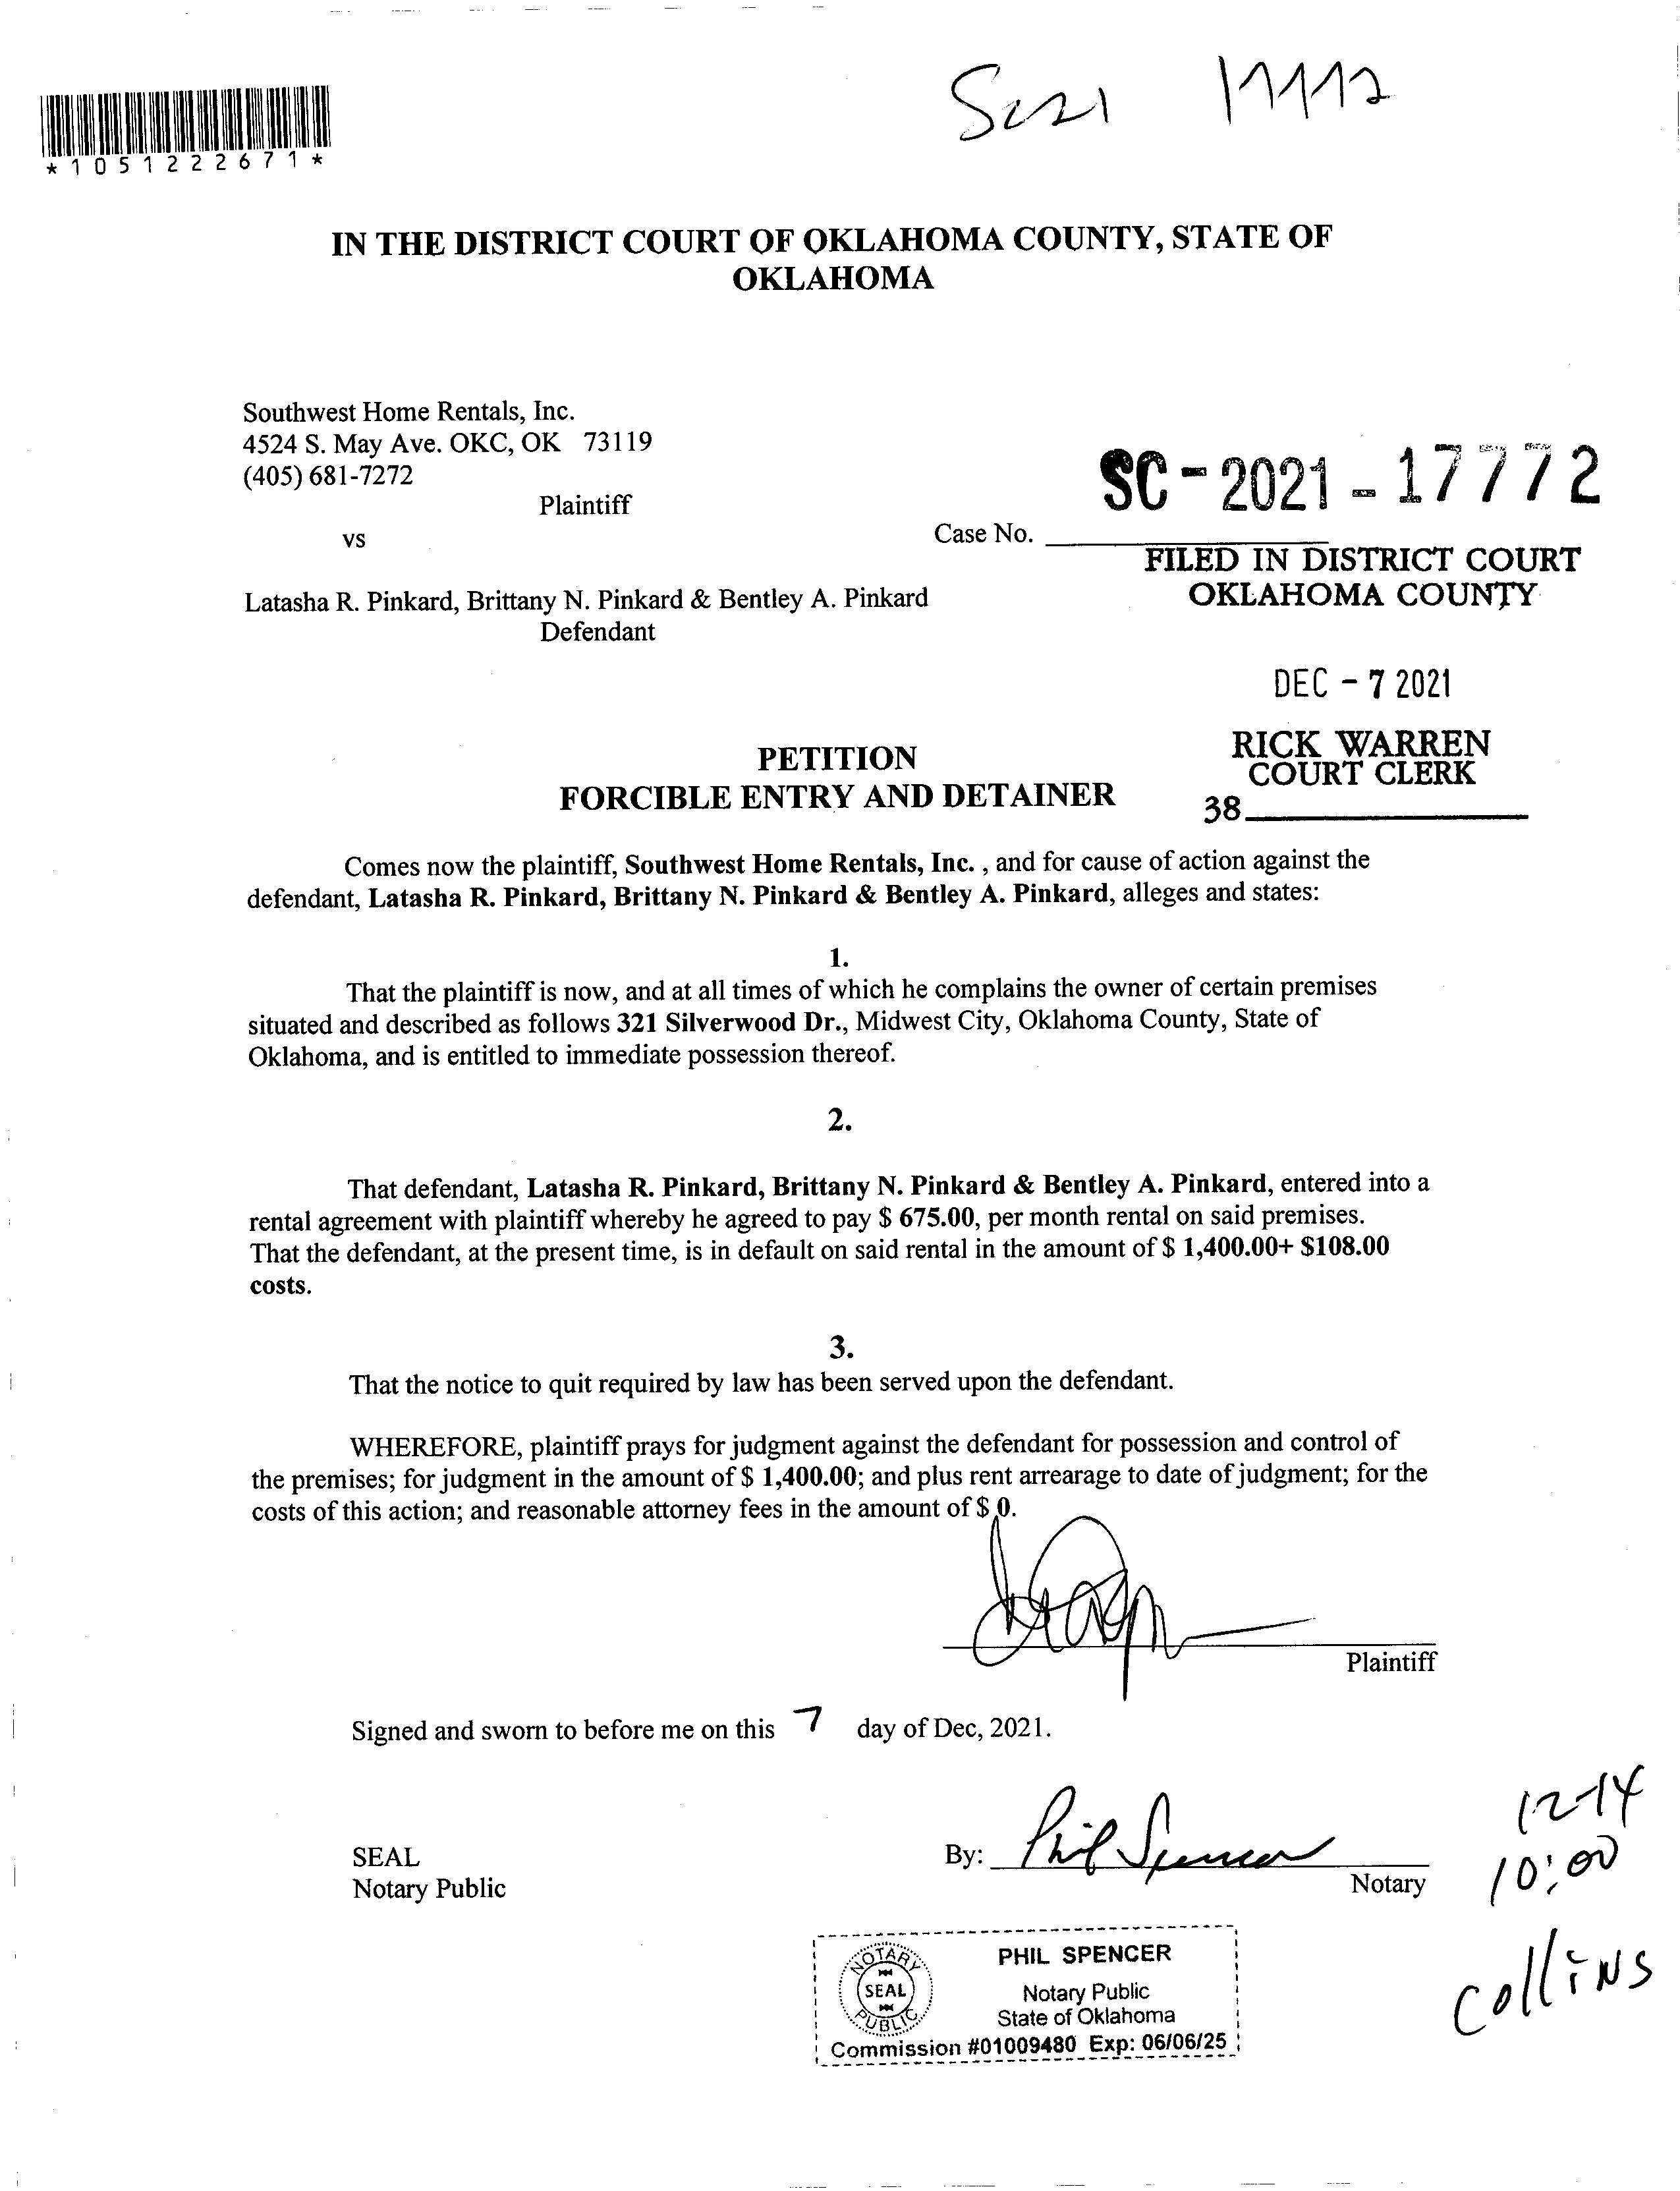 SC21 17772
*1051222671*
IN THE DISTRICT COURT OF OKLAHOMA COUNTY, STATE OF
OKLAHOMA
Southwest Home Rentals, Inc.
4524 S. May Ave. OKC, OK 73119
(405) 681-7272
Plaintiff
vs
Latasha R. Pinkard, Brittany N. Pinkard & Bentley A. Pinkard
Defendant
SC-2021-17772
Case No.
FILED IN DISTRICT COURT
OKLAHOMA COUNTY
DEC - 7 2021
RICK WARREN
COURT CLERK
38
PETITION
FORCIBLE ENTRY AND DETAINER
Comes now the plaintiff, Southwest Home Rentals, Inc. , and for cause of action against the
defendant, Latasha R. Pinkard, Brittany N. Pinkard & Bentley A. Pinkard, alleges and states:
1.
That the plaintiff is now, and at all times of which he complains the owner of certain premises
situated and described as follows 321 Silverwood Dr., Midwest City, Oklahoma County, State of
Oklahoma, and is entitled to immediate possession thereof.
2.
That defendant, Latasha R. Pinkard, Brittany N. Pinkard & Bentley A. Pinkard, entered into a
rental agreement with plaintiff whereby he agreed to pay $ 675.00, per month rental on said premises.
That the defendant, at the present time, is in default on said rental in the amount of $ 1,400.00+ $108.00
costs.
3.
That the notice to quit required by law has been served upon the defendant.
WHEREFORE, plaintiff prays for judgment against the defendant for possession and control of
the premises; for judgment in the amount of $ 1,400.00; and plus rent arrearage to date of judgment; for the
costs of this action; and reasonable attorney fees in the amount of $ 0.
Plaintiff
Signed and sworn to before me on this 7 day of Dec, 2021.
SEAL
Notary Public
By: Phil Spencer
Notary
12-14
10:00
Collins
NOTARY
SEAL
PUBLIC
PHIL SPENCER
Notary Public
State of Oklahoma
Commission #01009480 Exp: 06/06/25